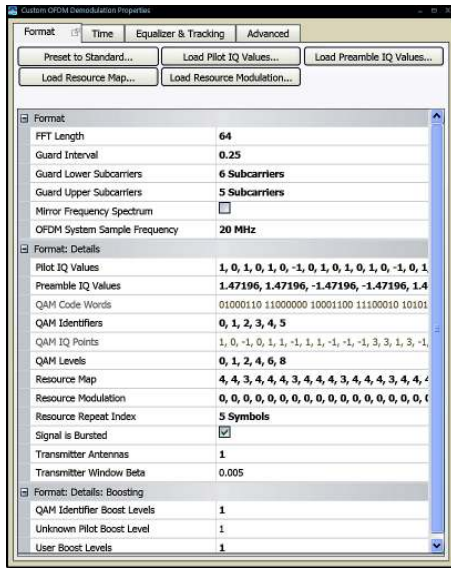 Custom OFDM Demodulation Properties
Format Time Equalizer & Tracking Advanced
Preset to Standard... Load Pilot IQ Values... Load Preamble IQ Values...
Load Resource Map... Load Resource Modulation...
Format
FFT Length 64
Guard Interval 0.25
Guard Lower Subcarriers 6 Subcarriers
Guard Upper Subcarriers 5 Subcarriers
Mirror Frequency Spectrum
OFDM System Sample Frequency 20 MHz
Format: Details
Pilot IQ Values 1, 0, 1, 0, 1, 0, -1, 0, 1, 0, 1, 0, 1, 0, -1, 0, 1,
Preamble IQ Values 1.47196, 1.47196, -1.47196, -1.47196, 1.4
QAM Code Words 01000110 11000000 10001100 11100010 10101
QAM Identifiers 0, 1, 2, 3, 4, 5
QAM IQ Points 1, 0, -1, 0, 1, 1, -1, 1, 1, -1, -1, -1, 3, 3, 1, 3, -1,
QAM Levels 0, 1, 2, 4, 6, 8
Resource Map 4, 4, 3, 4, 4, 4, 3, 4, 4, 4, 3, 4, 4, 4, 3, 4, 4,
Resource Modulation 0, 0, 0, 0, 0, 0, 0, 0, 0, 0, 0, 0, 0, 0, 0, 0, 0,
Resource Repeat Index 5 Symbols
Signal is Bursted
Transmitter Antennas 1
Transmitter Window Beta 0.005
Format: Details: Boosting
QAM Identifier Boost Levels 1
Unknown Pilot Boost Level 1
User Boost Levels 1